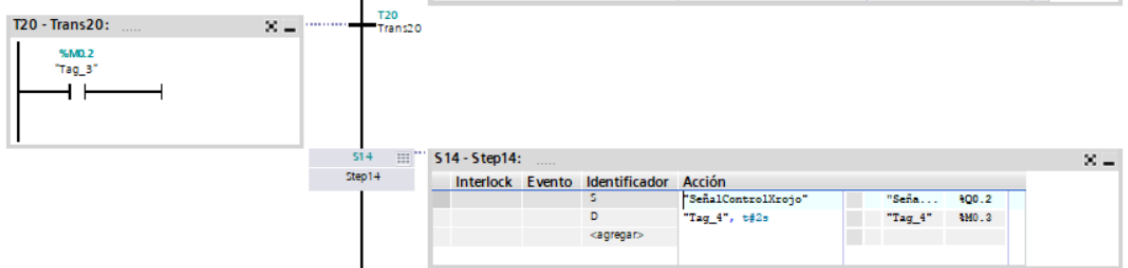 T20 - Trans20: .....
%M0.2
"Tag_3"
T20
Trans20
S14
Step14
S14 - Step14: .....
Interlock Evento Identificador Acción
S "SeñalControlXrojo" "Seña... %Q0.2
D "Tag_4", t#2s "Tag_4" %M0.3
<agregar>